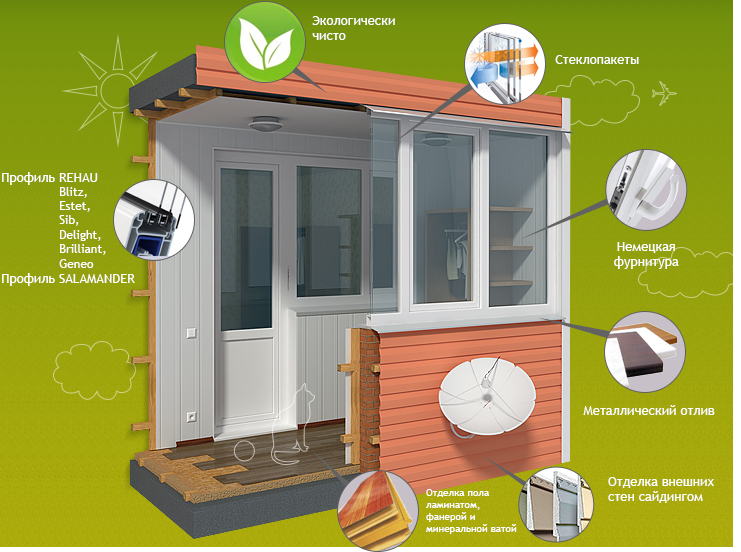 Экологически
чисто
Стеклопакеты
Профиль REHAU
Blitz,
Estet,
Sib,
Delight,
Brilliant,
Geneo
Профиль SALAMANDER
Немецкая
фурнитура
Металлический отлив
Отделка пола
ламинатом,
фанерой и
минеральной ватой
Отделка внешних
стен сайдингом